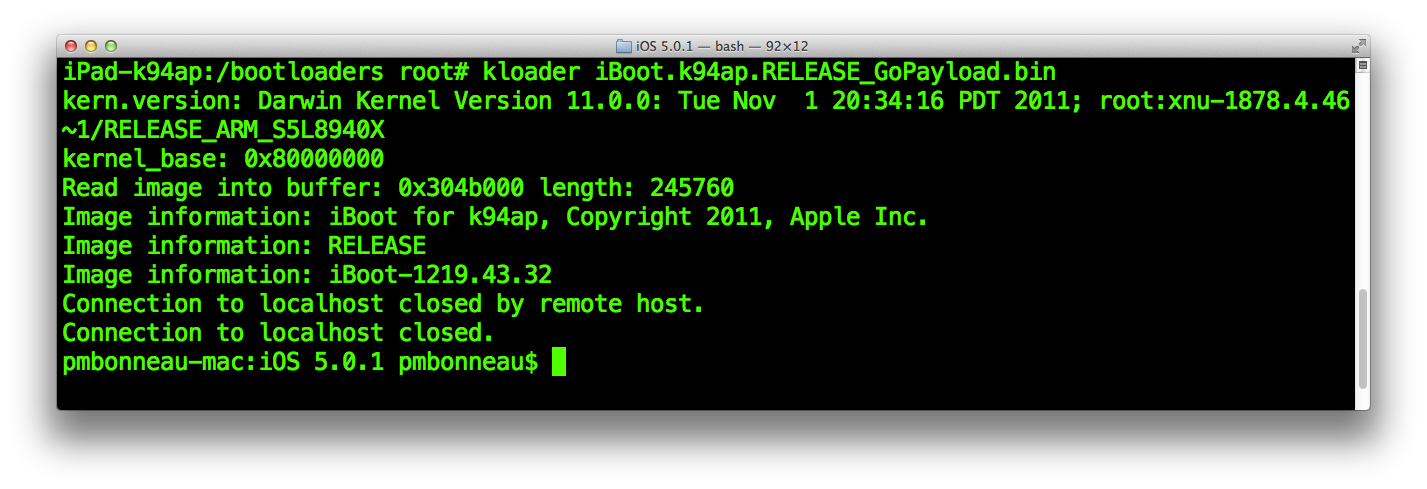 iOS 5.0.1 — bash — 92×12
iPad-k94ap:/bootloaders root# kloader iBoot.k94ap.RELEASE_GoPayload.bin
kern.version: Darwin Kernel Version 11.0.0: Tue Nov  1 20:34:16 PDT 2011; root:xnu-1878.4.46
~1/RELEASE_ARM_S5L8940X
kernel_base: 0x80000000
Read image into buffer: 0x304b000 length: 245760
Image information: iBoot for k94ap, Copyright 2011, Apple Inc.
Image information: RELEASE
Image information: iBoot-1219.43.32
Connection to localhost closed by remote host.
Connection to localhost closed.
pmbonneau-mac:iOS 5.0.1 pmbonneau$